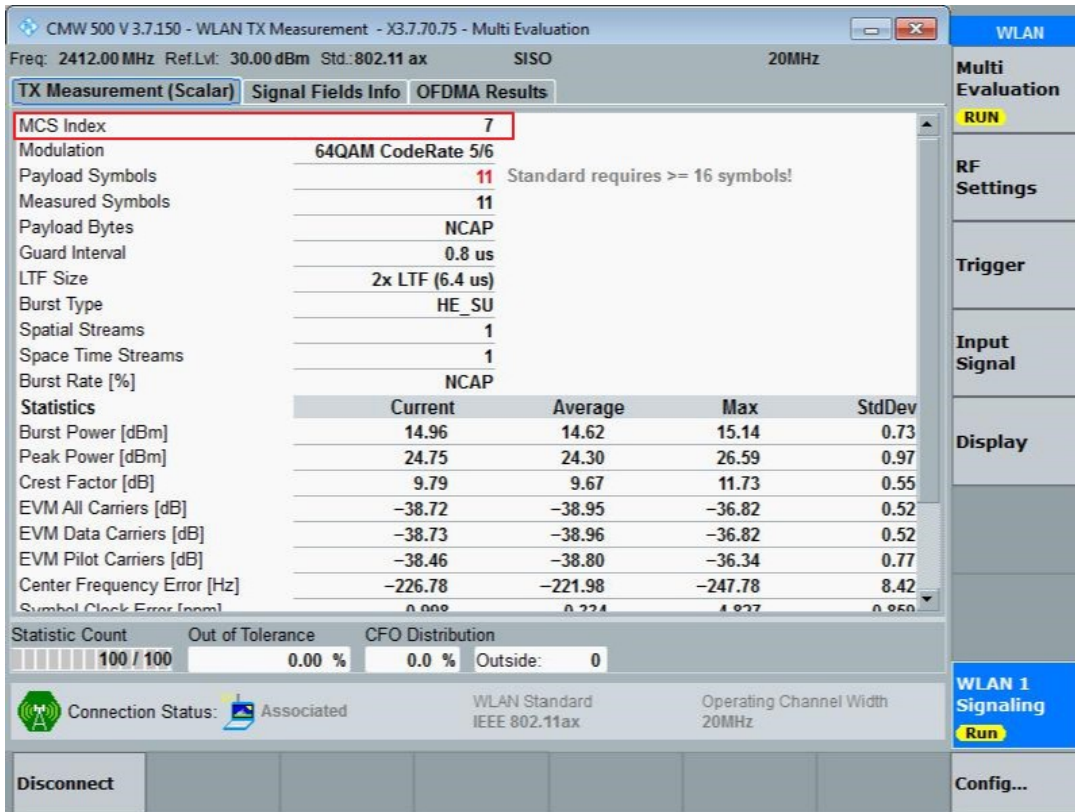 CMW 500 V 3.7.150 - WLAN TX Measurement - X3.7.70.75 - Multi Evaluation
Freq: 2412.00 MHz Ref.Lvl: 30.00 dBm Std.: 802.11 ax SISO 20MHz
TX Measurement (Scalar) Signal Fields Info OFDMA Results
MCS Index 7
Modulation 64QAM CodeRate 5/6
Payload Symbols 11 Standard requires >= 16 symbols!
Measured Symbols 11
Payload Bytes NCAP
Guard Interval 0.8 us
LTF Size 2x LTF (6.4 us)
Burst Type HE_SU
Spatial Streams 1
Space Time Streams 1
Burst Rate [%] NCAP
Statistics Current Average Max StdDev
Burst Power [dBm] 14.96 14.62 15.14 0.73
Peak Power [dBm] 24.75 24.30 26.59 0.97
Crest Factor [dB] 9.79 9.67 11.73 0.55
EVM All Carriers [dB] −38.72 −38.95 −36.82 0.52
EVM Data Carriers [dB] −38.73 −38.96 −36.82 0.52
EVM Pilot Carriers [dB] −38.46 −38.80 −36.34 0.77
Center Frequency Error [Hz] −226.78 −221.98 −247.78 8.42
Symbol Clock Error [ppm]
Statistic Count Out of Tolerance CFO Distribution
100 / 100 0.00 % 0.0 % Outside: 0
Connection Status: Associated
WLAN Standard
IEEE 802.11ax
Operating Channel Width
20MHz
Disconnect
WLAN
Multi
Evaluation
RUN
RF
Settings
Trigger
Input
Signal
Display
WLAN 1
Signaling
Run
Config...